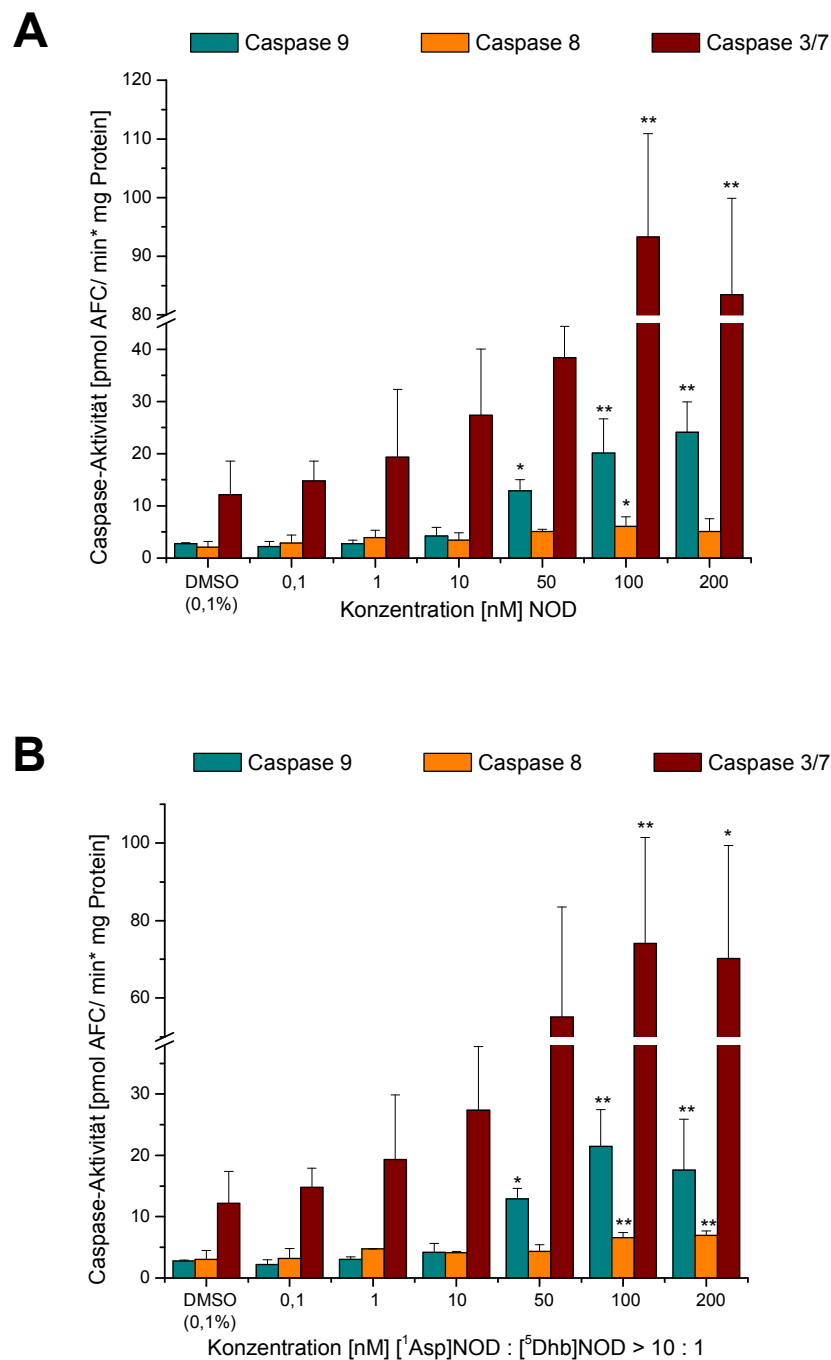 A
Caspase 9 Caspase 8 Caspase 3/7
Caspase-Aktivität [pmol AFC/ min* mg Protein]
120
110
100
90
80
40
30
20
10
0
** ** * ** ** *
DMSO (0,1%) 0,1 1 10 50 100 200
Konzentration [nM] NOD
B
Caspase 9 Caspase 8 Caspase 3/7
Caspase-Aktivität [pmol AFC/ min* mg Protein]
100
80
60
30
20
10
0
** * * ** ** ** **
DMSO (0,1%) 0,1 1 10 50 100 200
Konzentration [nM] [¹Asp]NOD : [⁵Dhb]NOD > 10 : 1